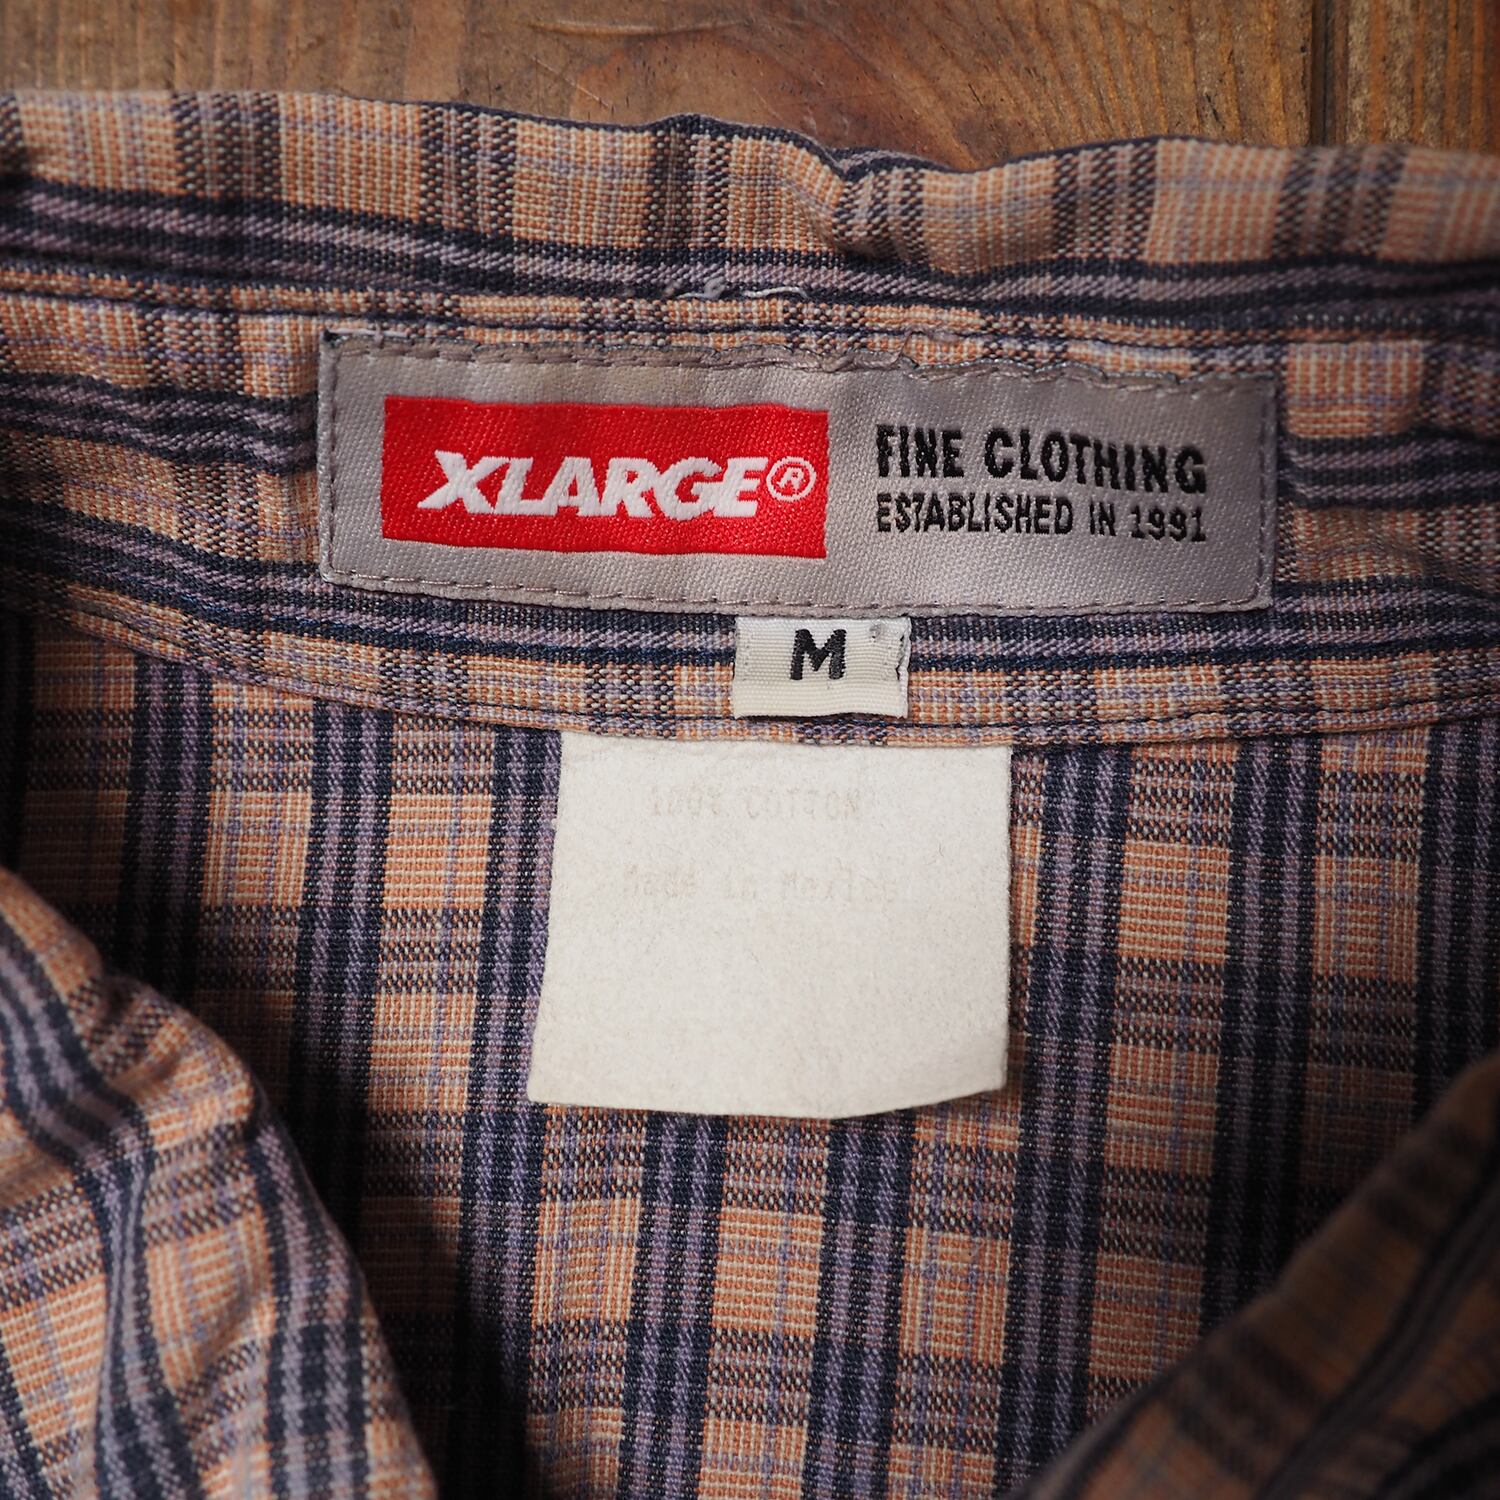 XLARGE®
FINE CLOTHING
ESTABLISHED IN 1991
M
100% COTTON
Made in Mexico